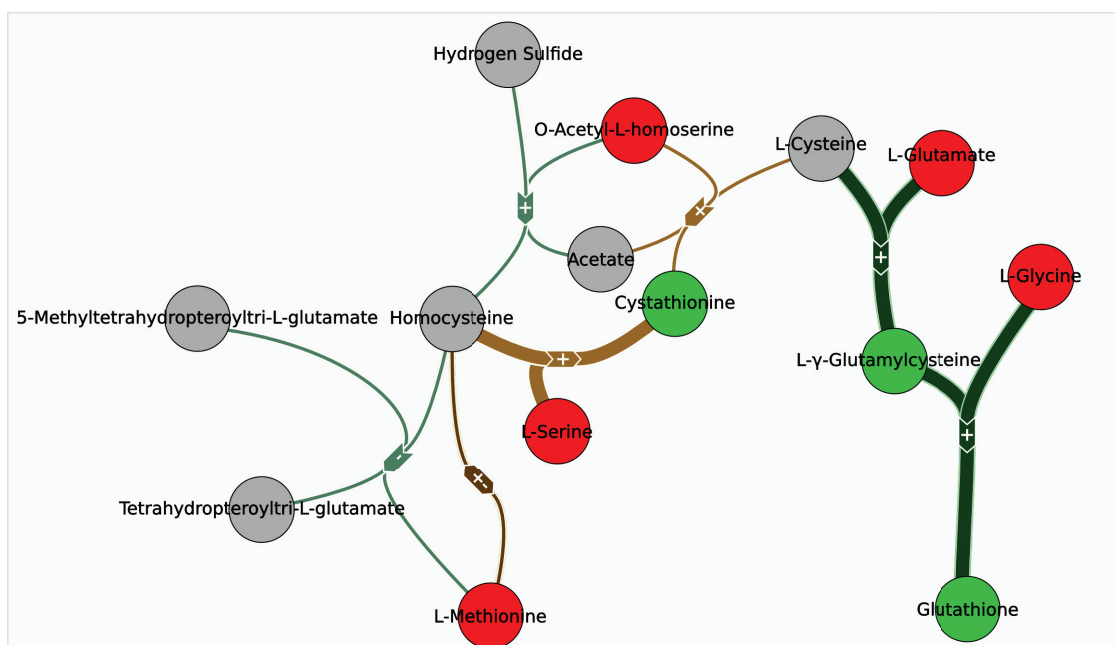 Hydrogen Sulfide
O-Acetyl-L-homoserine
L-Cysteine
L-Glutamate
+
+
+
Acetate
L-Glycine
Cystathionine
5-Methyltetrahydropteroyltri-L-glutamate
Homocysteine
+
L-γ-Glutamylcysteine
L-Serine
+
-
+-
Tetrahydropteroyltri-L-glutamate
L-Methionine
Glutathione